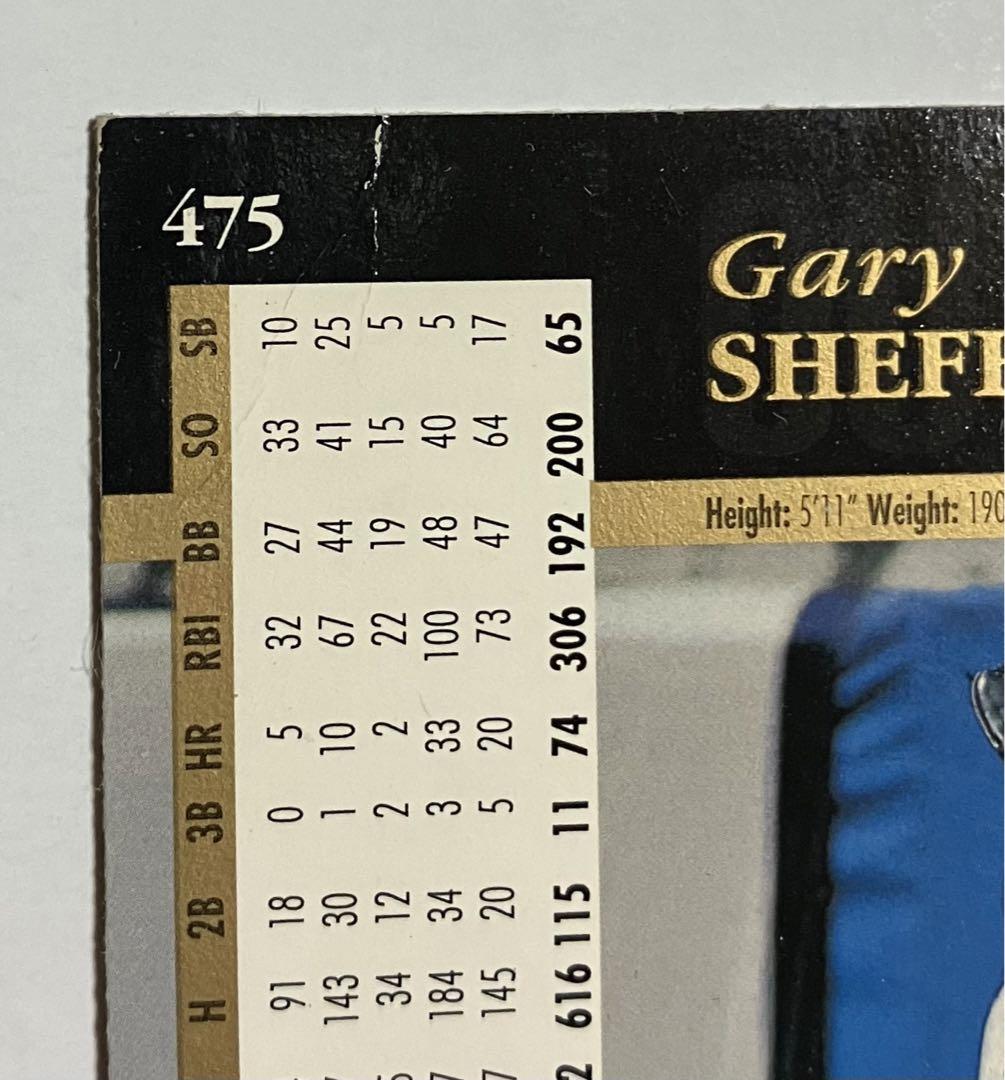 475
Gary
SHEF
Height: 5'11" Weight: 190
H 2B 3B HR RBI BB SO SB
91 18 0 5 32 27 33 10
143 30 1 10 67 44 41 25
34 12 2 2 22 19 15 5
184 34 3 33 100 48 40 5
145 20 5 20 73 47 64 17
616 115 11 74 306 192 200 65